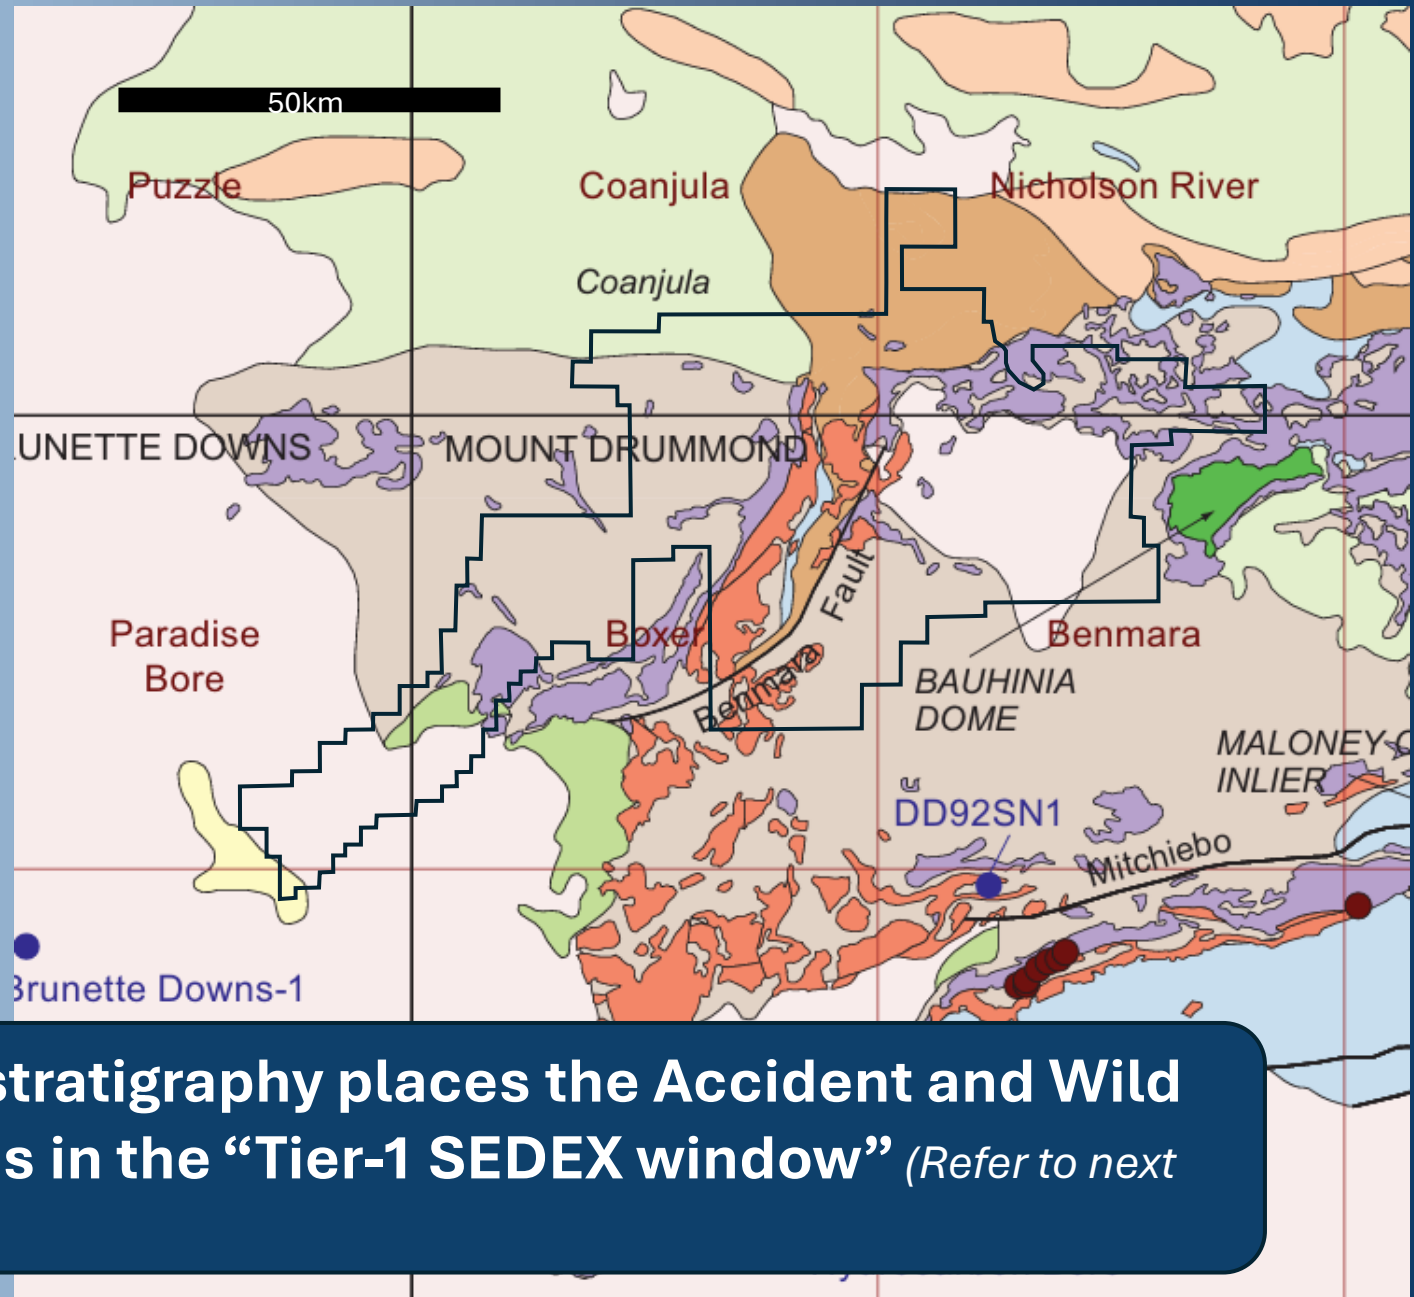 50km
Puzzle
Coanjula
Nicholson River
Coanjula
UNETTE DOWNS
MOUNT DRUMMOND
Fault
Paradise
Bore
Boxer
Benmara
Benmara
BAUHINIA
DOME
MALONEY
INLIER
DD92SN1
Mitchiebo
Brunette Downs-1
stratigraphy places the Accident and Wild
s in the “Tier-1 SEDEX window” (Refer to next